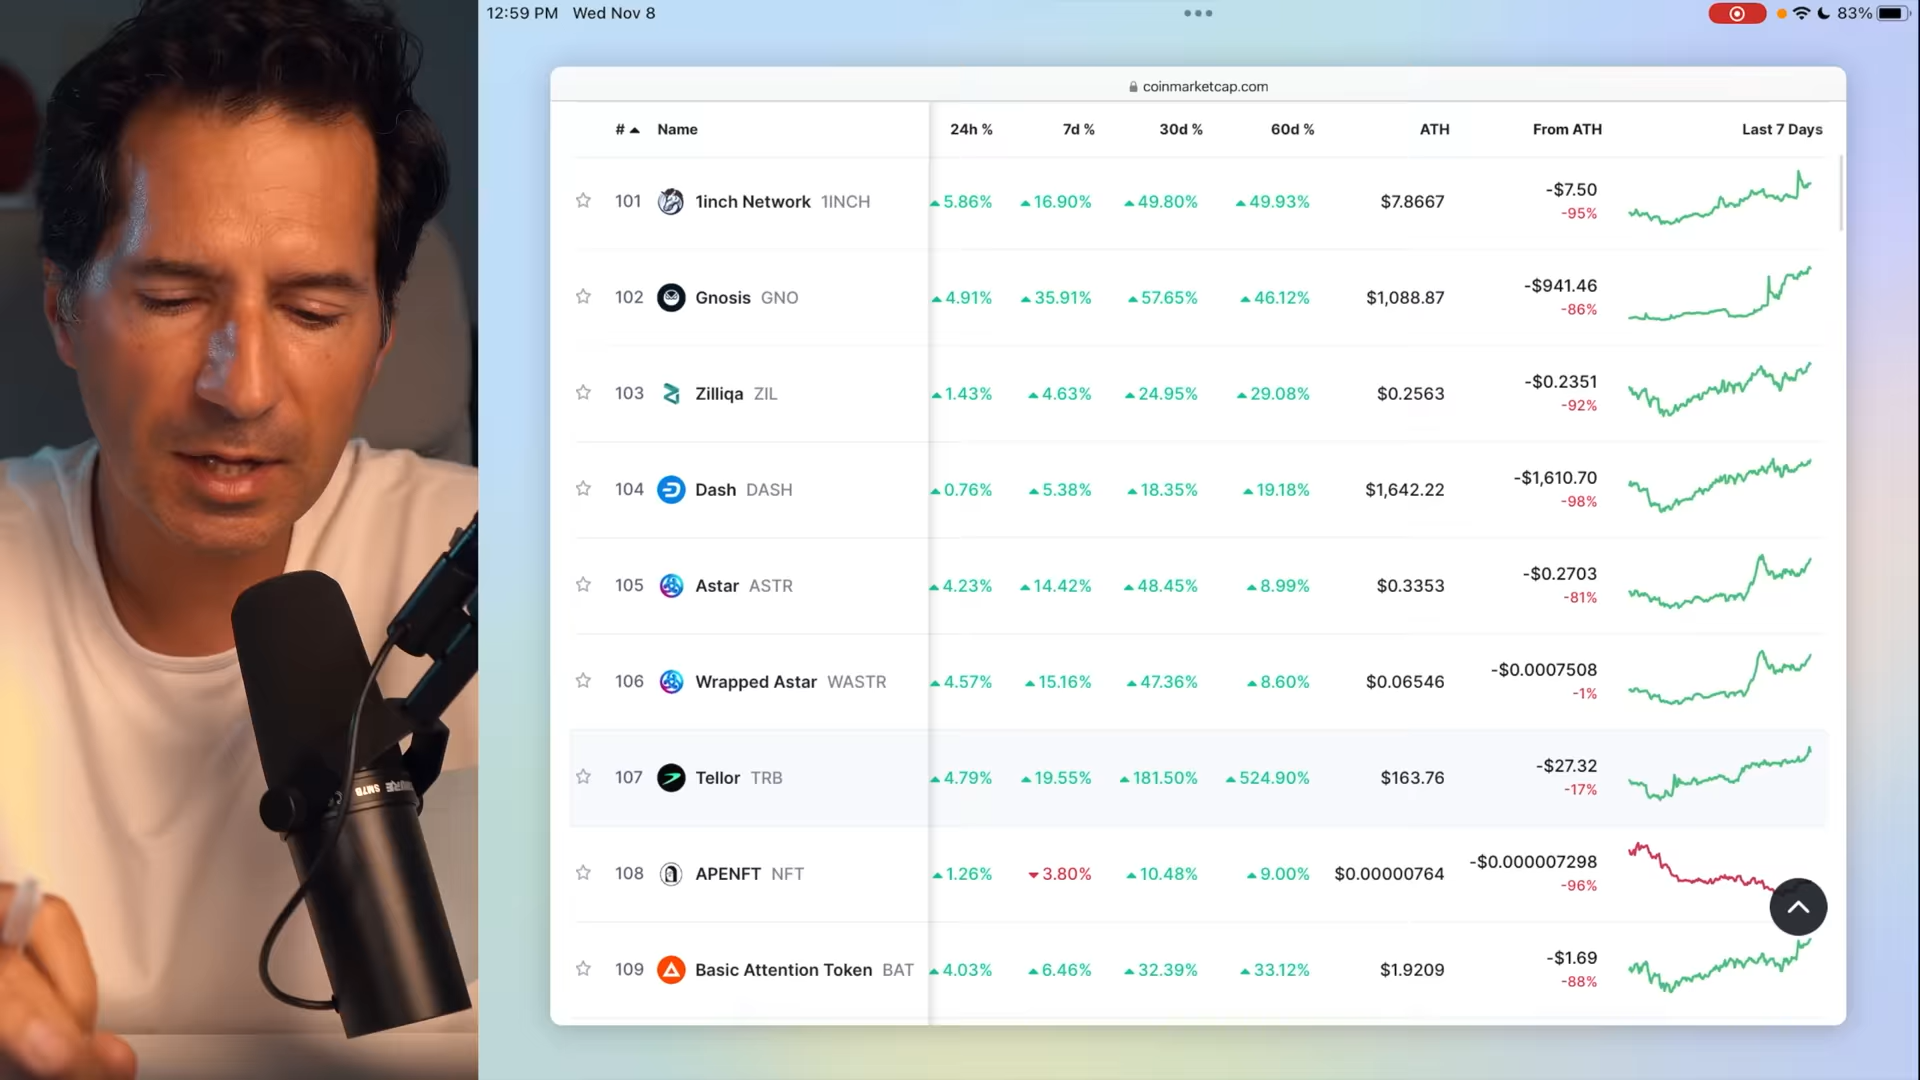 12:59 PM Wed Nov 8
83%
coinmarketcap.com
# Name 24h % 7d % 30d % 60d % ATH From ATH Last 7 Days
101 1inch Network 1INCH 5.86% 16.90% 49.80% 49.93% $7.8667 -$7.50
-95%
102 Gnosis GNO 4.91% 35.91% 57.65% 46.12% $1,088.87 -$941.46
-86%
103 Zilliqa ZIL 1.43% 4.63% 24.95% 29.08% $0.2563 -$0.2351
-92%
104 Dash DASH 0.76% 5.38% 18.35% 19.18% $1,642.22 -$1,610.70
-98%
105 Astar ASTR 4.23% 14.42% 48.45% 8.99% $0.3353 -$0.2703
-81%
106 Wrapped Astar WASTR 4.57% 15.16% 47.36% 8.60% $0.06546 -$0.0007508
-1%
107 Tellor TRB 4.79% 19.55% 181.50% 524.90% $163.76 -$27.32
-17%
108 APENFT NFT 1.26% 3.80% 10.48% 9.00% $0.00000764 -$0.000007298
-96%
109 Basic Attention Token BAT 4.03% 6.46% 32.39% 33.12% $1.9209 -$1.69
-88%
SHURE SM7B